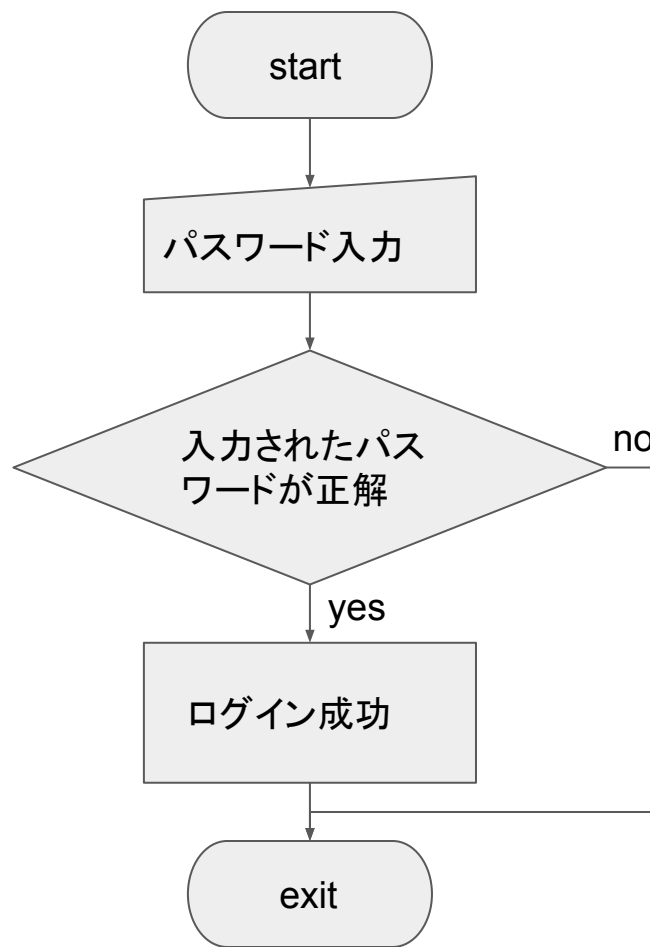 start
パスワード入力
入力されたパス
ワードが正解
no
yes
ログイン成功
exit